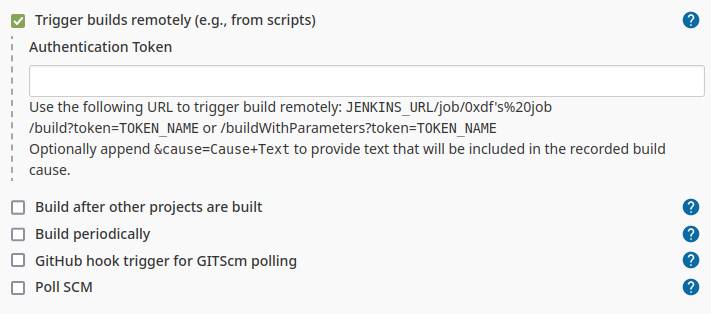 Trigger builds remotely (e.g., from scripts) ?
Authentication Token
Use the following URL to trigger build remotely: JENKINS_URL/job/0xdf's%20job
/build?token=TOKEN_NAME or /buildWithParameters?token=TOKEN_NAME
Optionally append &cause=Cause+Text to provide text that will be included in the recorded build
cause.
Build after other projects are built ?
Build periodically ?
GitHub hook trigger for GITScm polling ?
Poll SCM ?